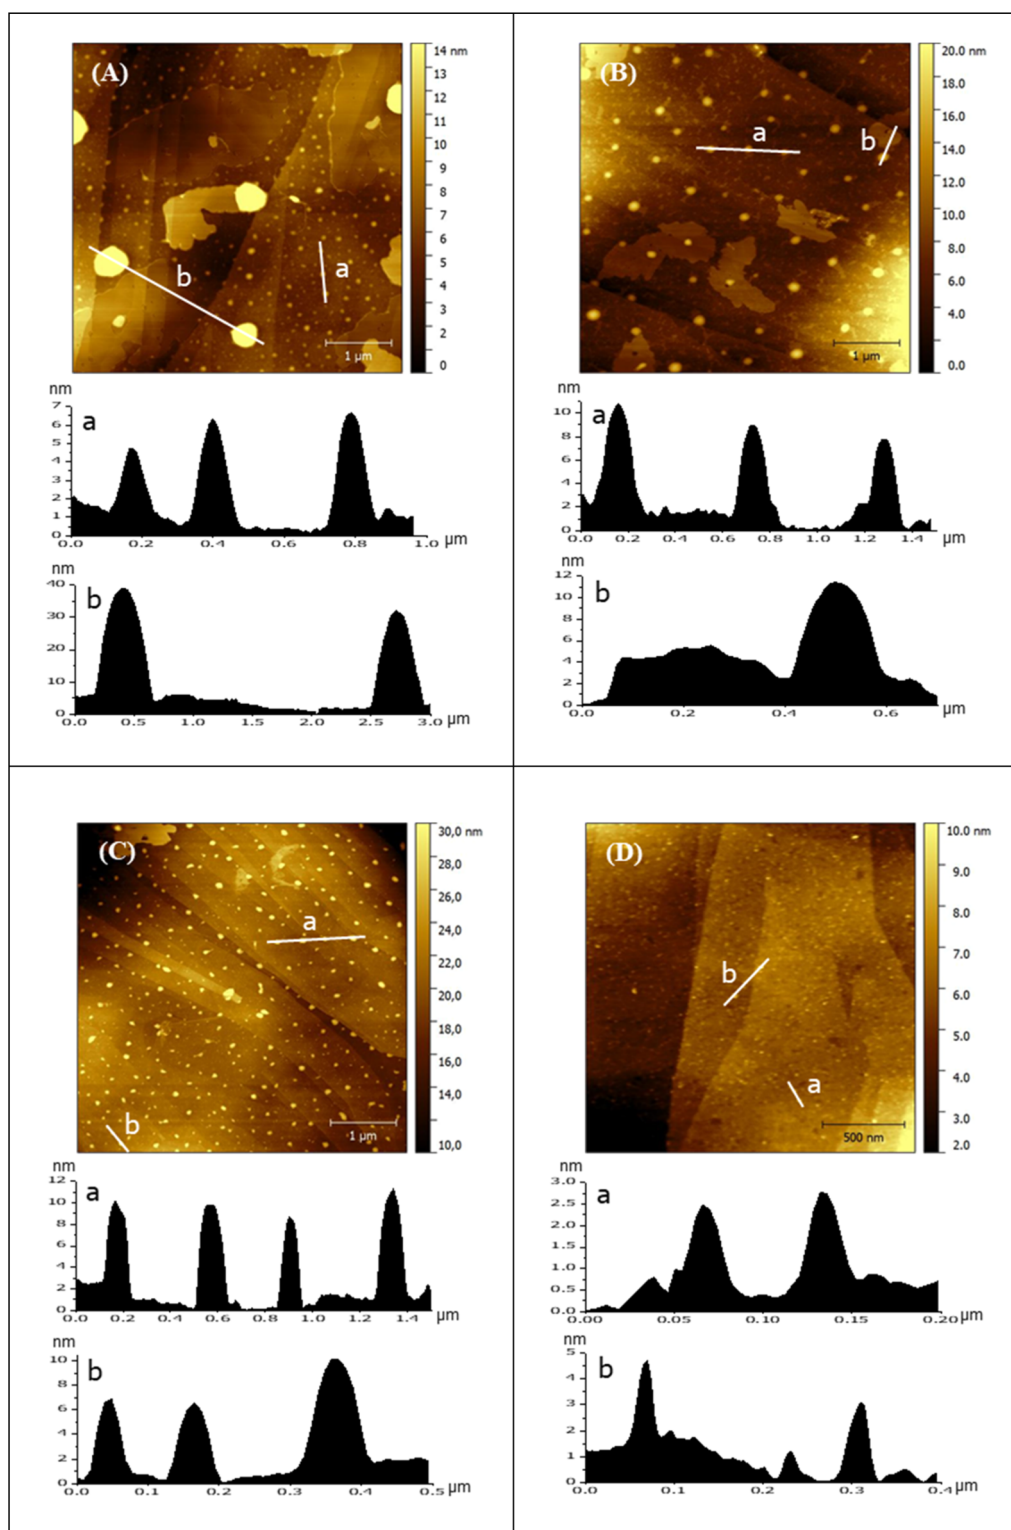 (A)
a
b
1 µm
14 nm
13
12
11
10
9
8
7
6
5
4
3
2
1
0
nm
a
7
6
5
4
3
2
1
0
0.0 0.2 0.4 0.6 0.8 1.0 µm
nm
b
40
30
20
10
0
0.0 0.5 1.0 1.5 2.0 2.5 3.0
µm
(B)
a
b
1 µm
20.0 nm
18.0
16.0
14.0
12.0
10.0
8.0
6.0
4.0
2.0
0.0
nm
a
10
8
6
4
2
0
0.0 0.2 0.4 0.6 0.8 1.0 1.2 1.4 µm
nm
b
12
10
8
6
4
2
0
0.0 0.2 0.4 0.6 µm
(C)
a
b
1 µm
30,0 nm
28,0
26,0
24,0
22,0
20,0
18,0
16,0
14,0
10,0
nm
a
12
10
8
6
4
2
0
0.0 0.2 0.4 0.6 0.8 1.0 1.2 1.4 µm
nm
b
10
8
6
4
2
0
0.0 0.1 0.2 0.3 0.4 0.5 µm
(D)
b
a
500 nm
10.0 nm
9.0
8.0
7.0
6.0
5.0
4.0
3.0
2.0
nm
a
3.0
2.5
2.0
1.5
1.0
0.5
0.0
0.00 0.05 0.10 0.15 0.20 µm
nm
b
5
4
3
2
1
0
0.0 0.1 0.2 0.3 0.4 µm